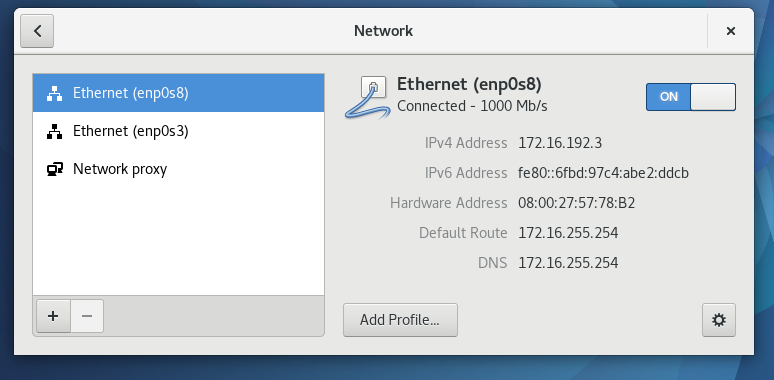 Network
Ethernet (enp0s8)
Ethernet (enp0s3)
Network proxy
Ethernet (enp0s8)
Connected - 1000 Mb/s
ON
IPv4 Address 172.16.192.3
IPv6 Address fe80::6fbd:97c4:abe2:ddcb
Hardware Address 08:00:27:57:78:B2
Default Route 172.16.255.254
DNS 172.16.255.254
Add Profile...